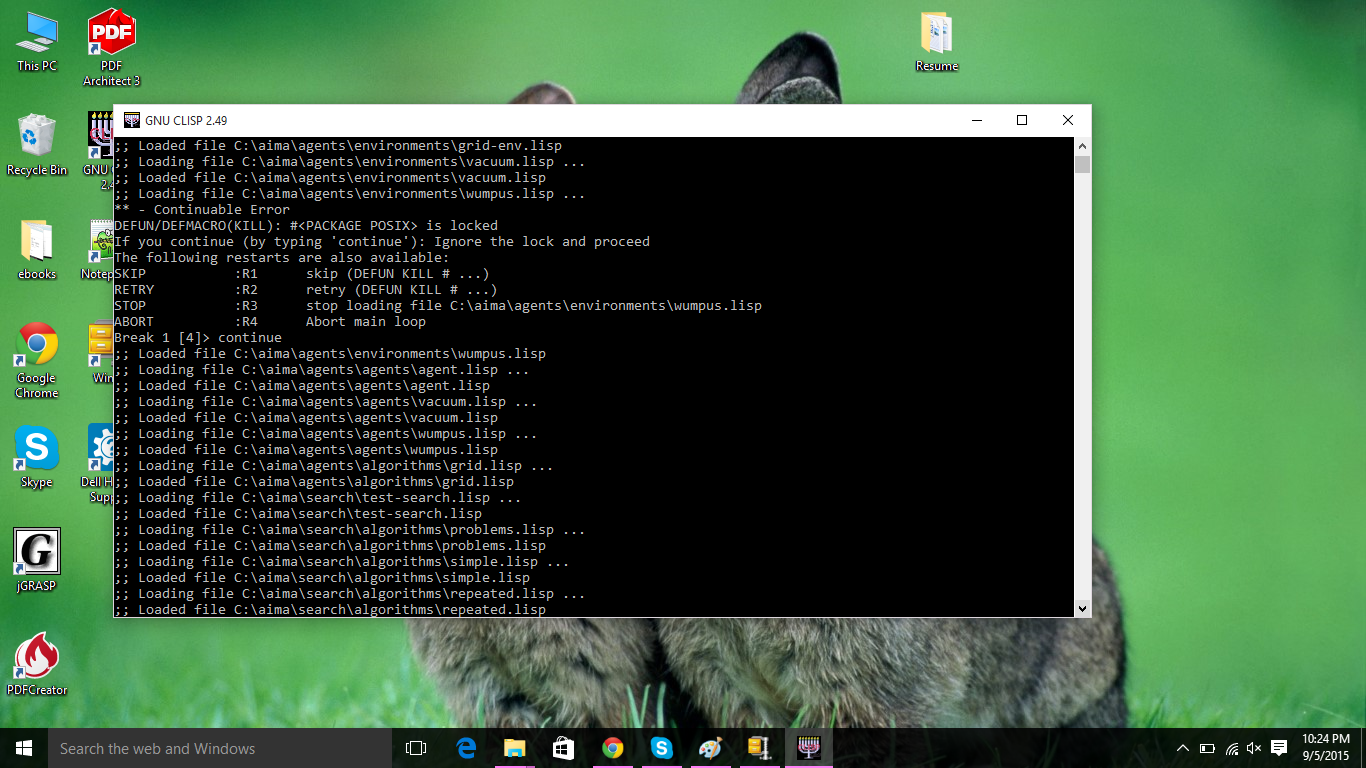 This PC
PDF
PDF
Architect 3
Resume
GNU CLISP 2.49
Recycle Bin
GNU
2.4
ebooks
Notep
Google
Chrome
Win
Skype
Dell H
Supp
G
jGRASP
PDFCreator
;; Loaded file C:\aima\agents\environments\grid-env.lisp
;; Loading file C:\aima\agents\environments\vacuum.lisp ...
;; Loaded file C:\aima\agents\environments\vacuum.lisp
;; Loading file C:\aima\agents\environments\wumpus.lisp ...
** - Continuable Error
DEFUN/DEFMACRO(KILL): #<PACKAGE POSIX> is locked
If you continue (by typing 'continue'): Ignore the lock and proceed
The following restarts are also available:
SKIP           :R1      skip (DEFUN KILL # ...)
RETRY          :R2      retry (DEFUN KILL # ...)
STOP           :R3      stop loading file C:\aima\agents\environments\wumpus.lisp
ABORT          :R4      Abort main loop
Break 1 [4]> continue
;; Loaded file C:\aima\agents\environments\wumpus.lisp
;; Loading file C:\aima\agents\agents\agent.lisp ...
;; Loaded file C:\aima\agents\agents\agent.lisp
;; Loading file C:\aima\agents\agents\vacuum.lisp ...
;; Loaded file C:\aima\agents\agents\vacuum.lisp
;; Loading file C:\aima\agents\agents\wumpus.lisp ...
;; Loaded file C:\aima\agents\agents\wumpus.lisp
;; Loading file C:\aima\agents\algorithms\grid.lisp ...
;; Loaded file C:\aima\agents\algorithms\grid.lisp
;; Loading file C:\aima\search\test-search.lisp ...
;; Loaded file C:\aima\search\test-search.lisp
;; Loading file C:\aima\search\algorithms\problems.lisp ...
;; Loaded file C:\aima\search\algorithms\problems.lisp
;; Loading file C:\aima\search\algorithms\simple.lisp ...
;; Loaded file C:\aima\search\algorithms\simple.lisp
;; Loading file C:\aima\search\algorithms\repeated.lisp ...
;; Loaded file C:\aima\search\algorithms\repeated.lisp
Search the web and Windows
10:24 PM
9/5/2015